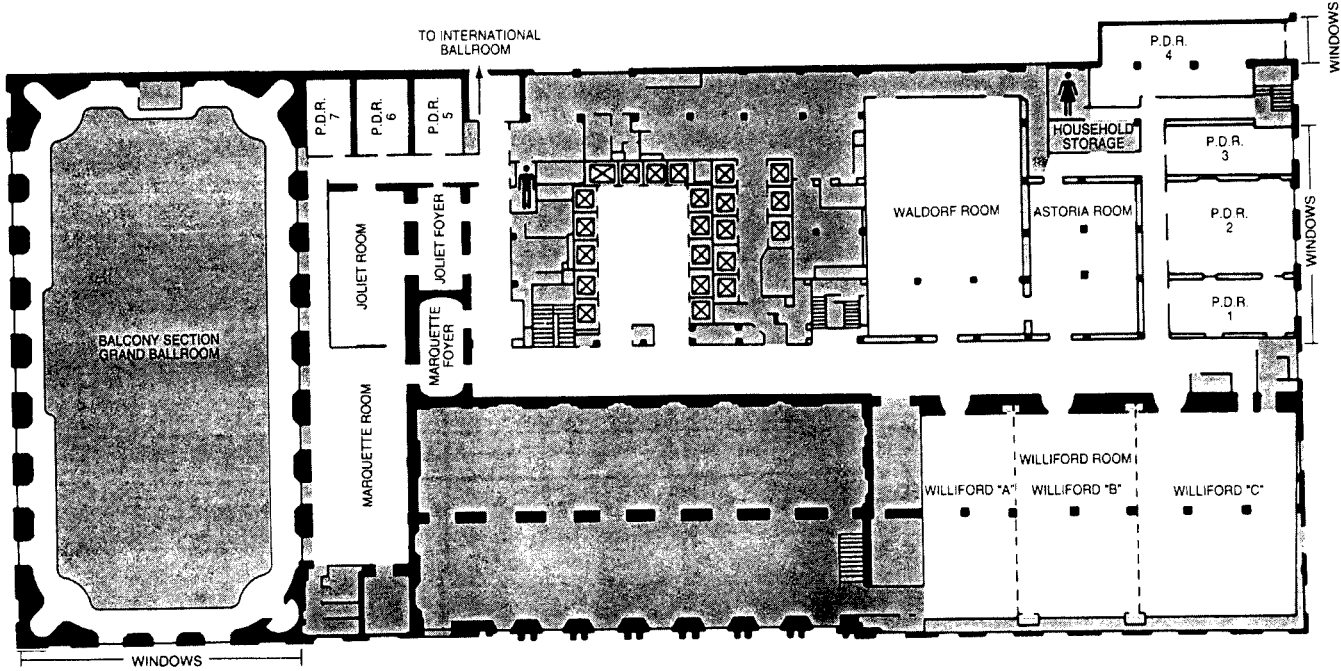 TO INTERNATIONAL
BALLROOM
WINDOWS
P.D.R.
4
P.D.R.
7
P.D.R.
6
P.D.R.
5
HOUSEHOLD
STORAGE
P.D.R.
3
WALDORF ROOM
ASTORIA ROOM
P.D.R.
2
WINDOWS
JOLIET ROOM
JOLIET FOYER
P.D.R.
1
BALCONY SECTION
GRAND BALLROOM
MARQUETTE
FOYER
MARQUETTE ROOM
WILLIFORD ROOM
WILLIFORD "A"
WILLIFORD "B"
WILLIFORD "C"
WINDOWS